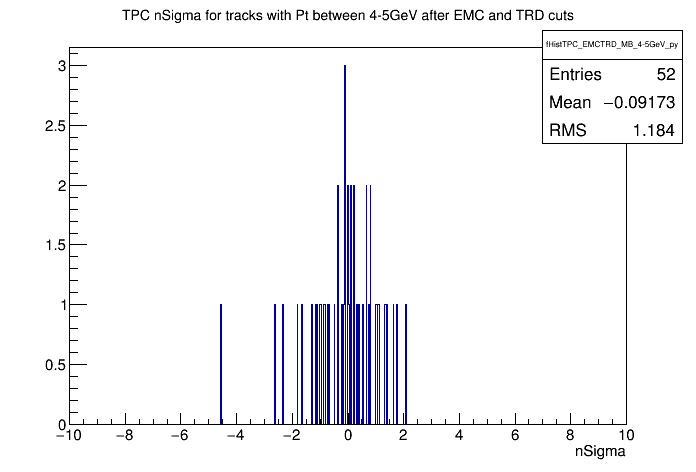 TPC nSigma for tracks with Pt between 4-5GeV after EMC and TRD cuts
fHistTPC_EMCTRD_MB_4-5GeV_py
Entries 52
Mean −0.09173
RMS 1.184
3
2.5
2
1.5
1
0.5
0
−10 −8 −6 −4 −2 0 2 4 6 8 10
nSigma